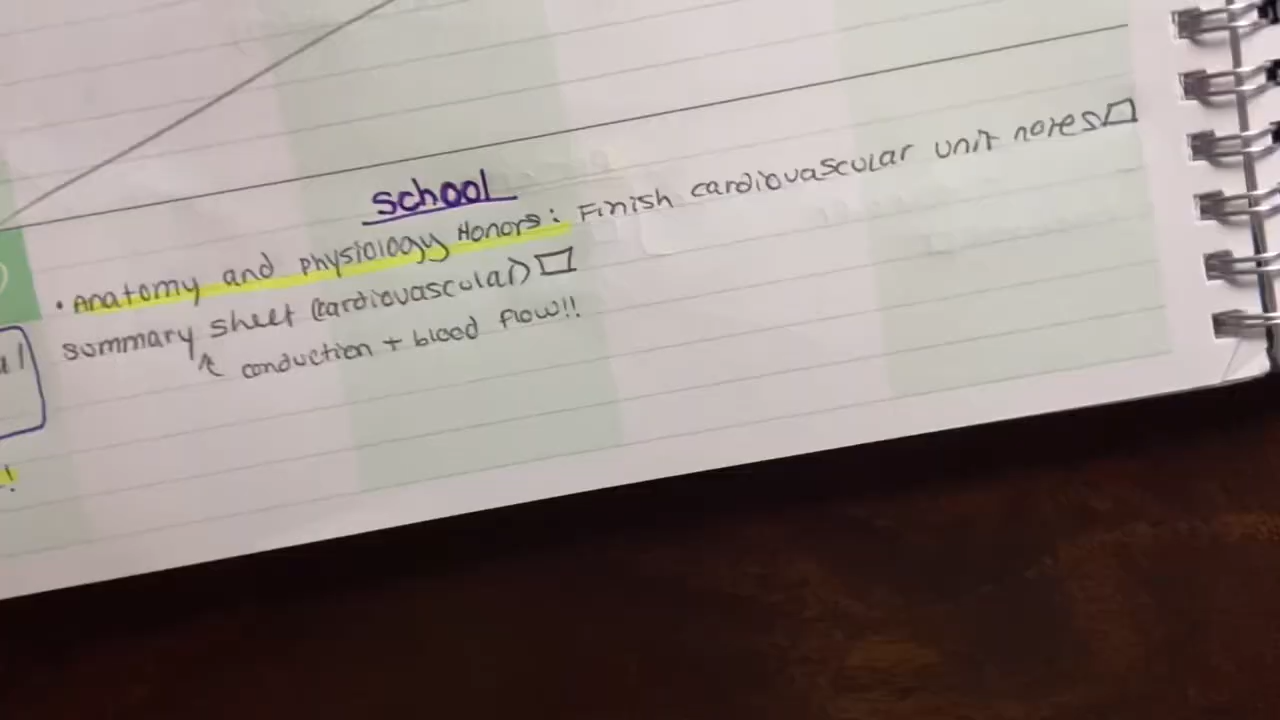 school
• Anatomy and physiology Honors: Finish cardiovascular unit notes
summary sheet (cardiovascular)
conduction + blood flow!!